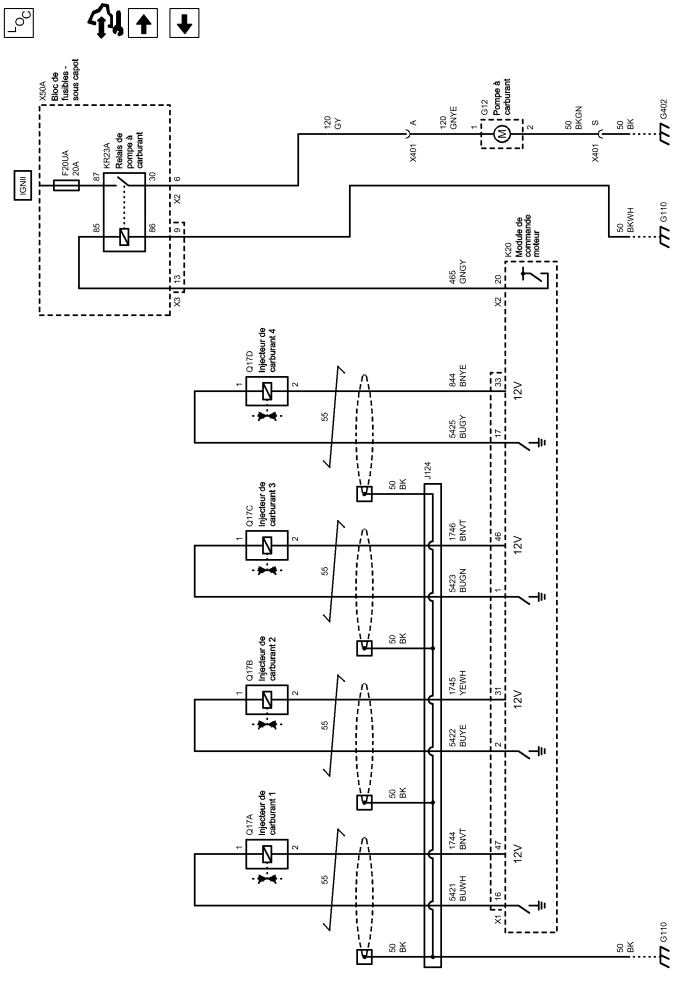 LOC
X50A
Bloc de
fusibles -
sous capot
IGNII
F20UA
20A
KR23A
Relais de
pompe à
carburant
87
30
85
86
6
X2
9
13
X3
120
GY
A
X401
120
GNYE
1
G12
Pompe à
carburant
M
2
50
BKGN
S
X401
50
BK
G402
50
BKWH
G110
465
GNGY
20
X2
K20
Module de
commande
moteur
Q17D
Injecteur de
carburant 4
1
2
55
844
BNYE
33
12V
5425
BUGY
17
50
BK
J124
Q17C
Injecteur de
carburant 3
1
2
55
1746
BNVT
46
12V
5423
BUGN
1
50
BK
Q17B
Injecteur de
carburant 2
1
2
55
1745
YEWH
31
12V
5422
BUYE
2
50
BK
Q17A
Injecteur de
carburant 1
1
2
55
1744
BNVT
47
12V
5421
BUWH
16
X1
50
BK
50
BK
G110